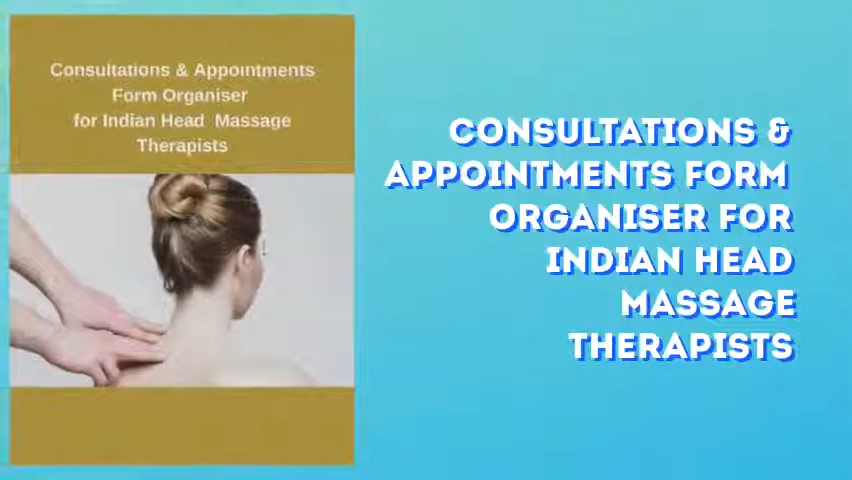 Consultations & Appointments
Form Organiser
for Indian Head Massage
Therapists
CONSULTATIONS &
APPOINTMENTS FORM
ORGANISER FOR
INDIAN HEAD
MASSAGE
THERAPISTS